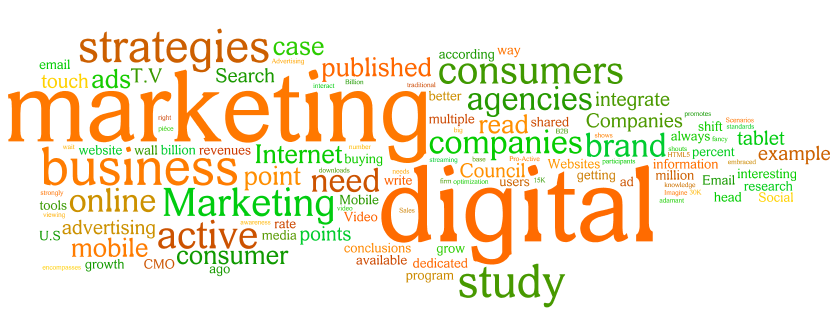 strategies
case
according
way
email
Advertising
touch
ads
T.V
Search
published
Billion
interact
traditional
consumers
marketing
better
agencies
integrate
right
piece
multiple
read
shared
Companies
promotes
shift
Scenarios
standards
big
B2B
companies
brand
always
fancy
tablet
wait
website
wall
billion
revenues
Internet
buying
number
shows
shouts
HTML5
percent
example
business
point
downloads
need
needs
streaming
base
Pro-Active
Websites
participants
information
embraced
strongly
tools
online
Marketing
Mobile
write
Council
firm
optimization
users
15K
getting
ad
million
knowledge
Email
interesting
research
viewing
video
Video
Sales
digital
Imagine
30K
adamant
head
Social
U.S
advertising
active
awareness
rate
media
points
mobile
consumer
conclusions
grow
encompasses
growth
CMO
ago
available
dedicated
program
study